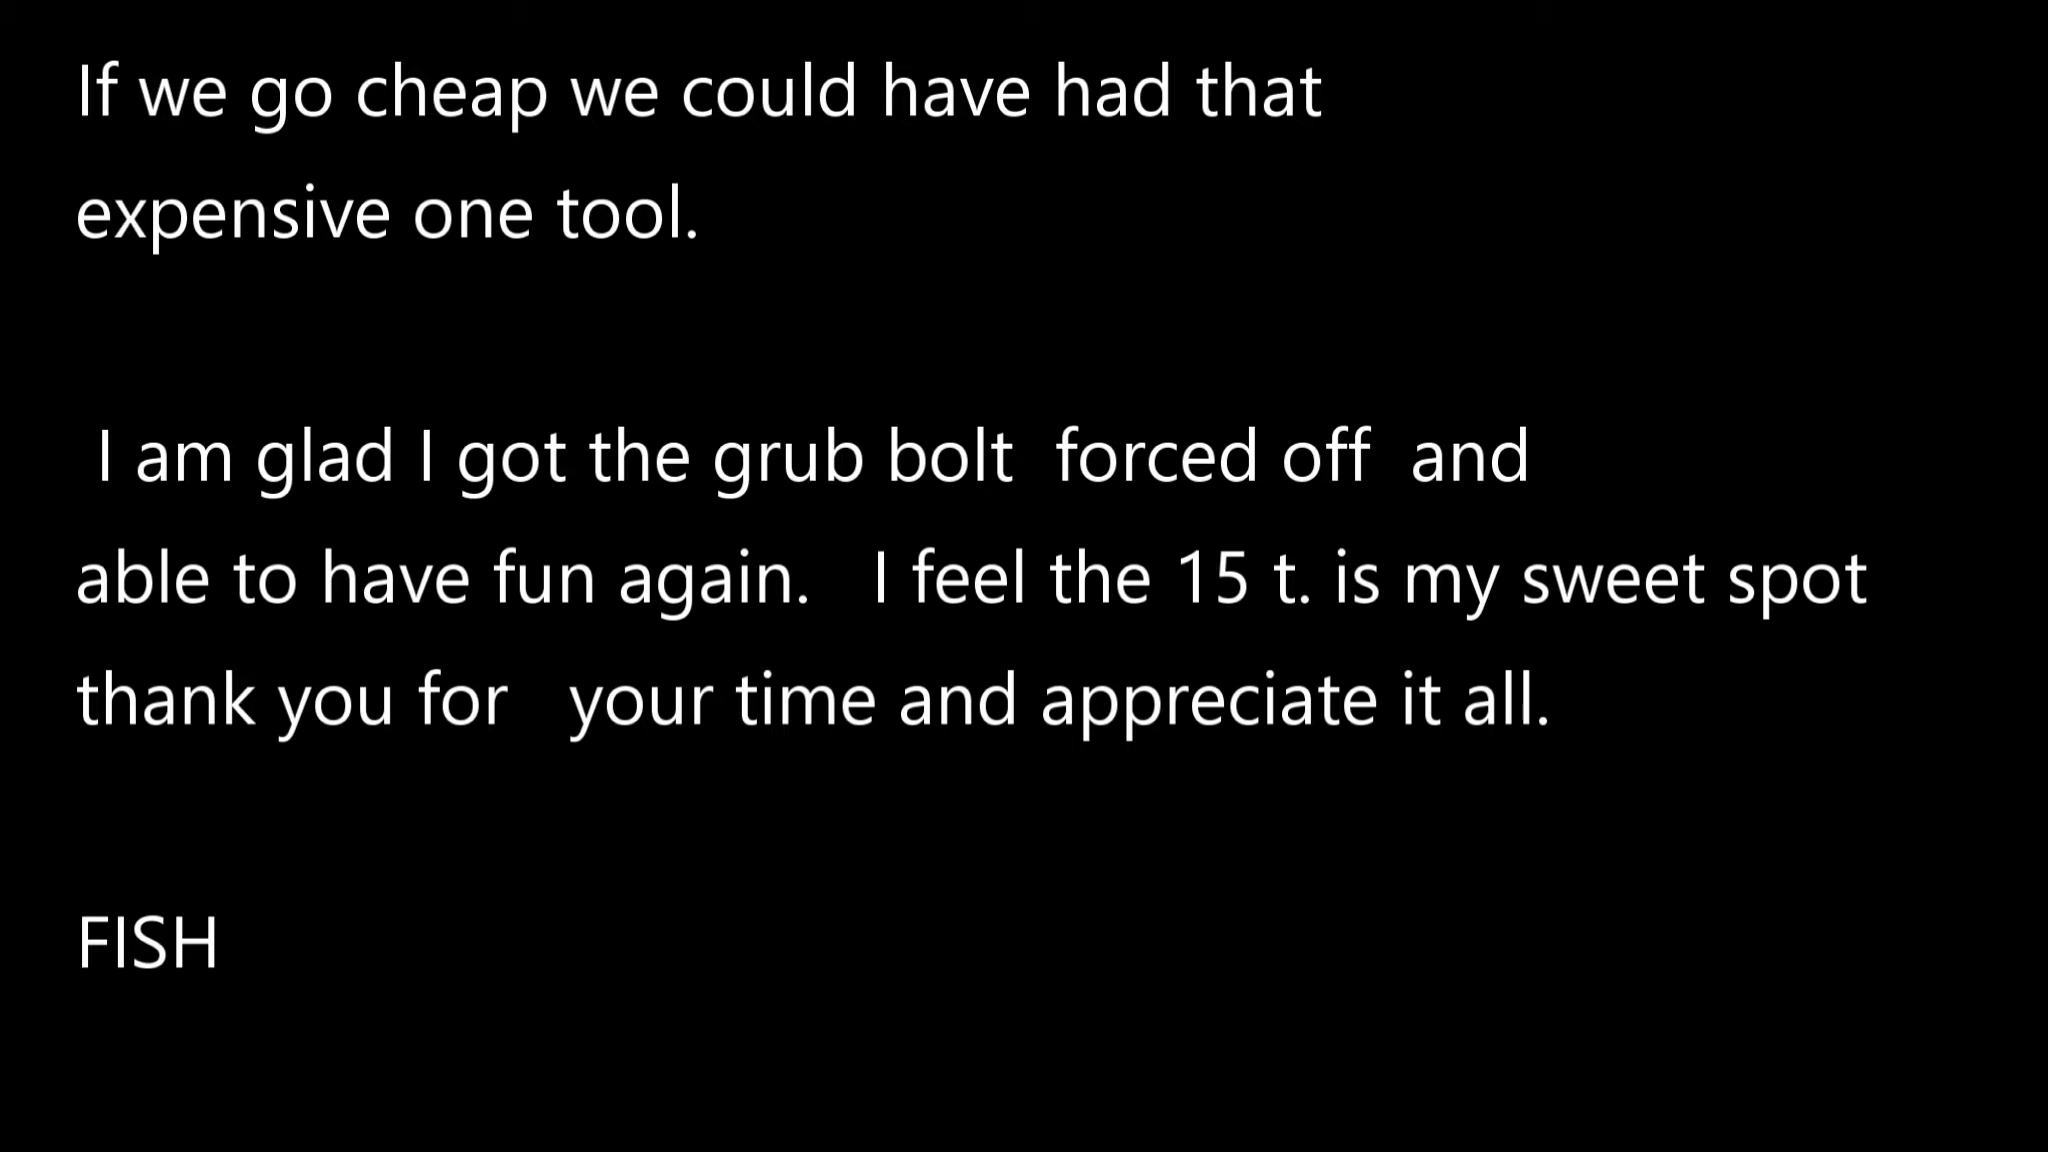 If we go cheap we could have had that
expensive one tool.
I am glad I got the grub bolt  forced off  and
able to have fun again.   I feel the 15 t. is my sweet spot
thank you for   your time and appreciate it all.
FISH